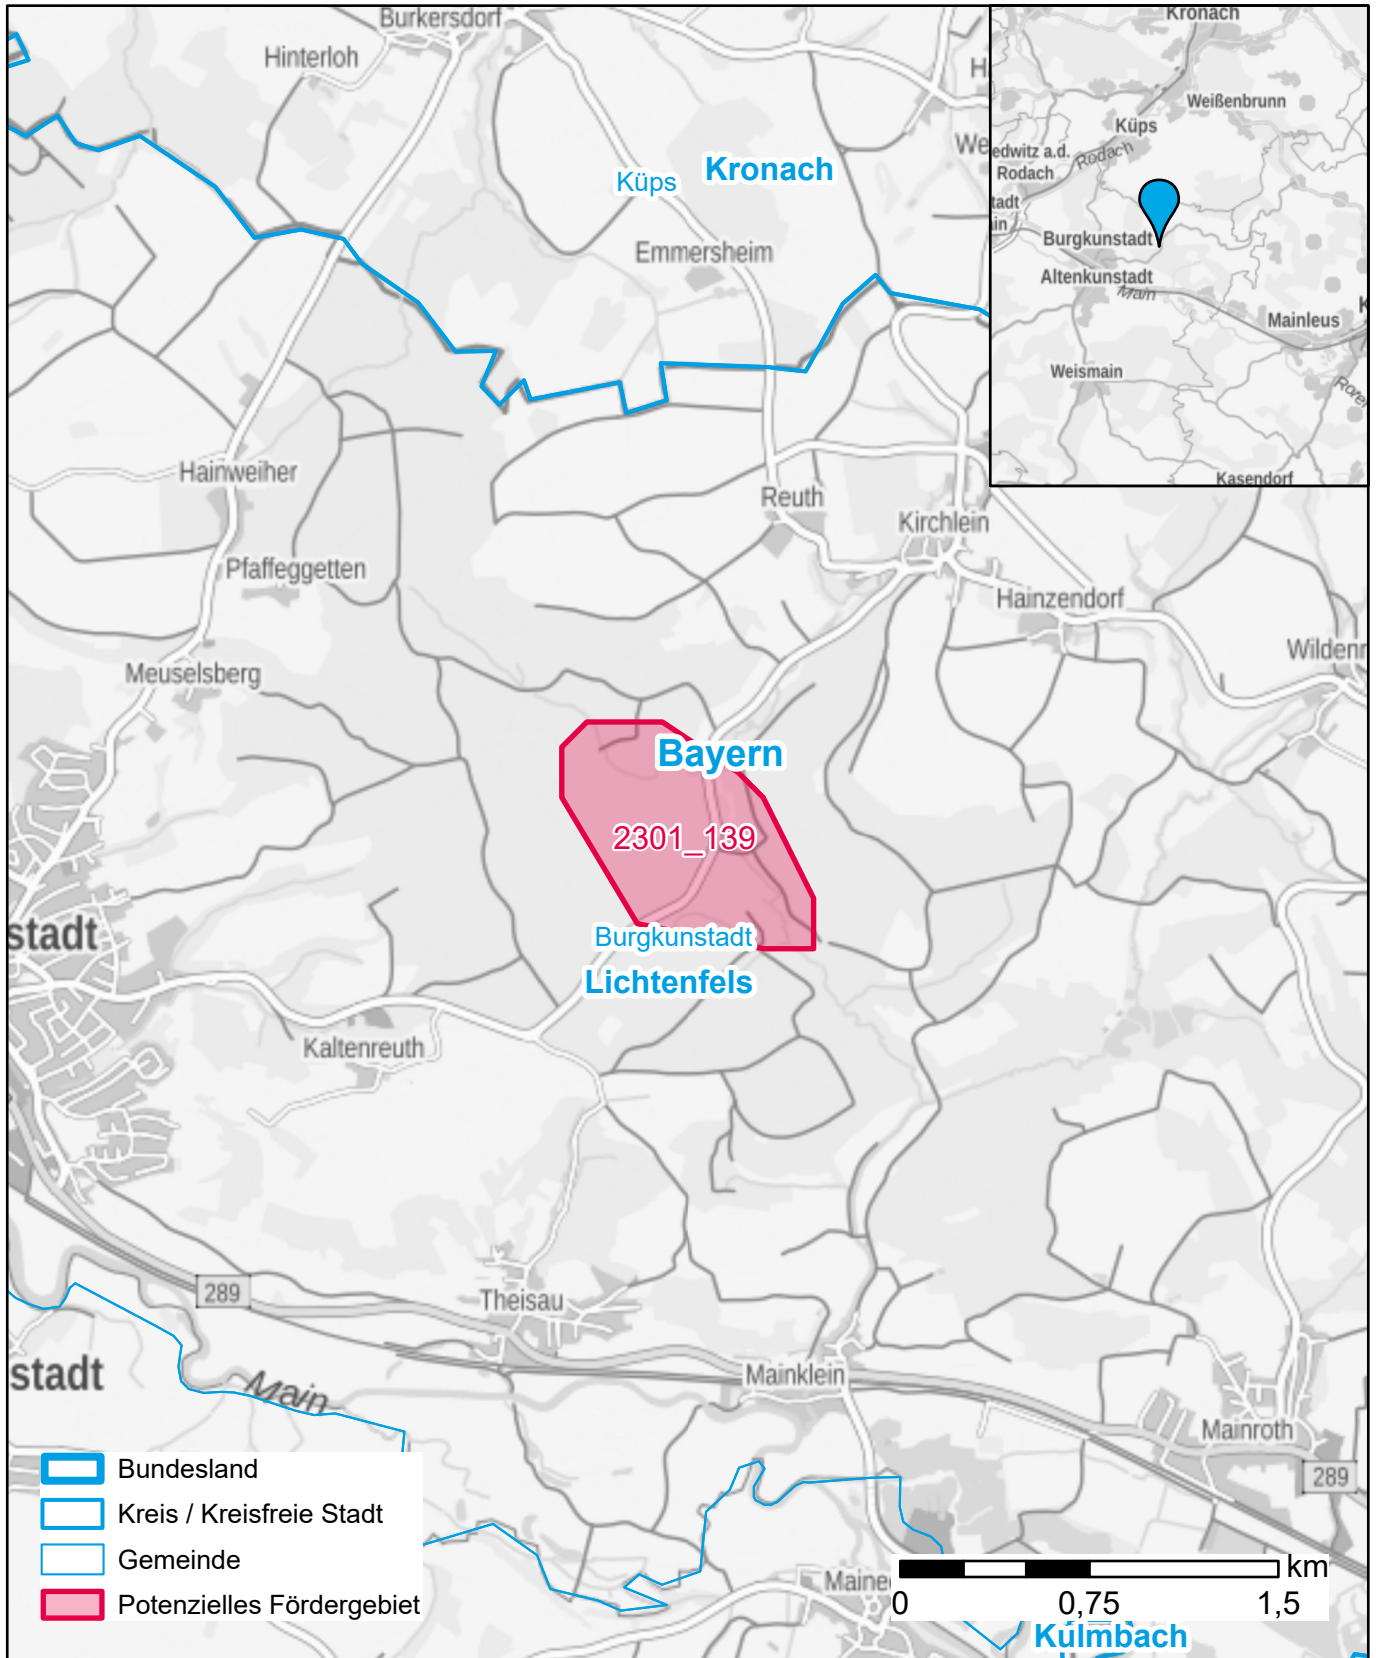 Burkersdorf
Hinterloh
Küps
Kronach
Emmersheim
Hainweiher
Reuth
Kirchlein
Pfaffeggetten
Hainzendorf
Meuselsberg
Bayern
2301_139
Burgkunstadt
Lichtenfels
stadt
Kaltenreuth
289
Theisau
stadt
Main
Mainklein
Mainroth
289
Kulmbach
Kronach
Weißenbrunn
Küps
Rodach
Rodach
Burgkunstadt
Altenkunstadt
Main
Mainleus
Weismain
Kasendorf
Bundesland
Kreis / Kreisfreie Stadt
Gemeinde
Potenzielles Fördergebiet
km
0 0,75 1,5